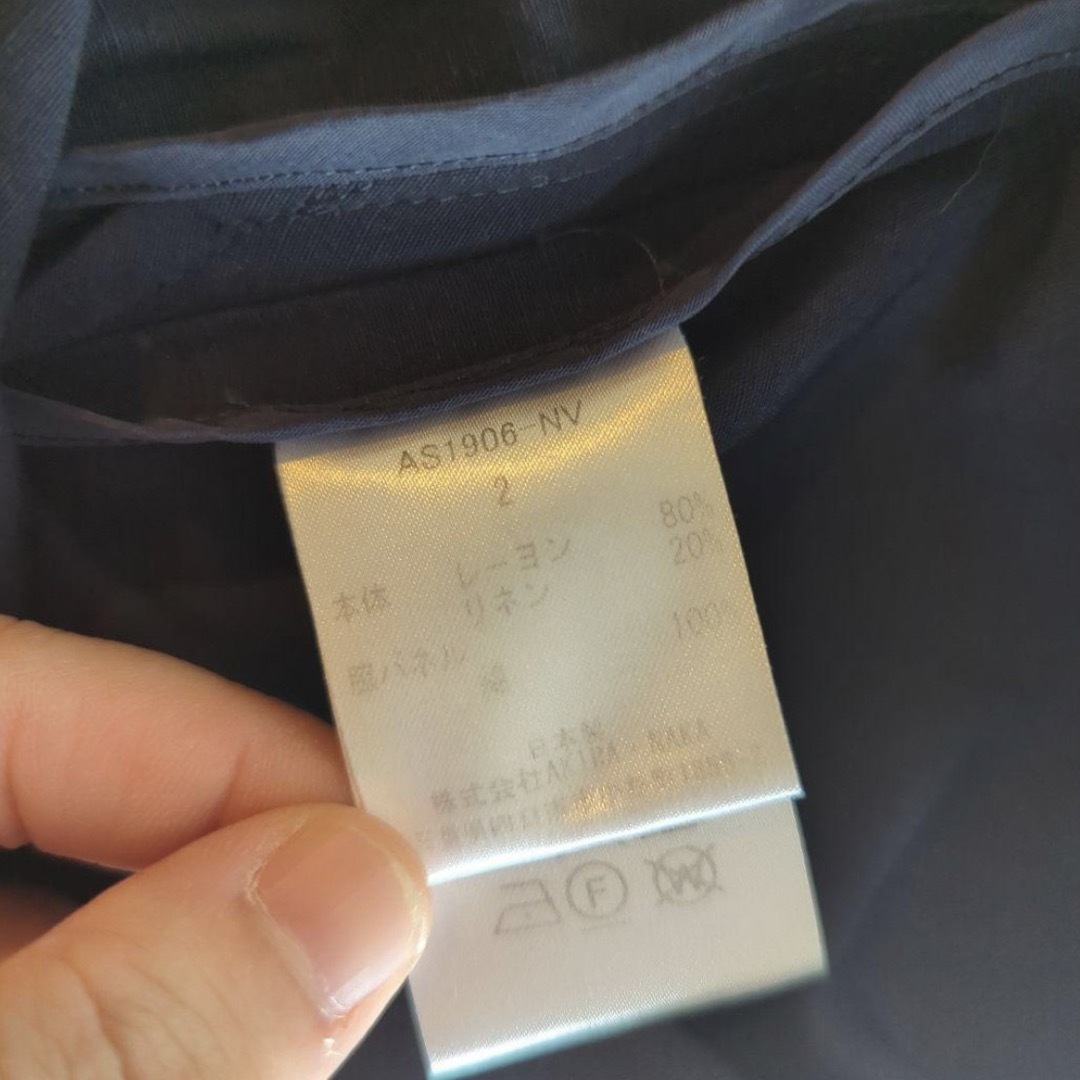 AS1906-NV
2
本体 レーヨン 80%
リネン 20%
脇パネル 100%
日本製
株式会社AKIRA NAKA
F
W